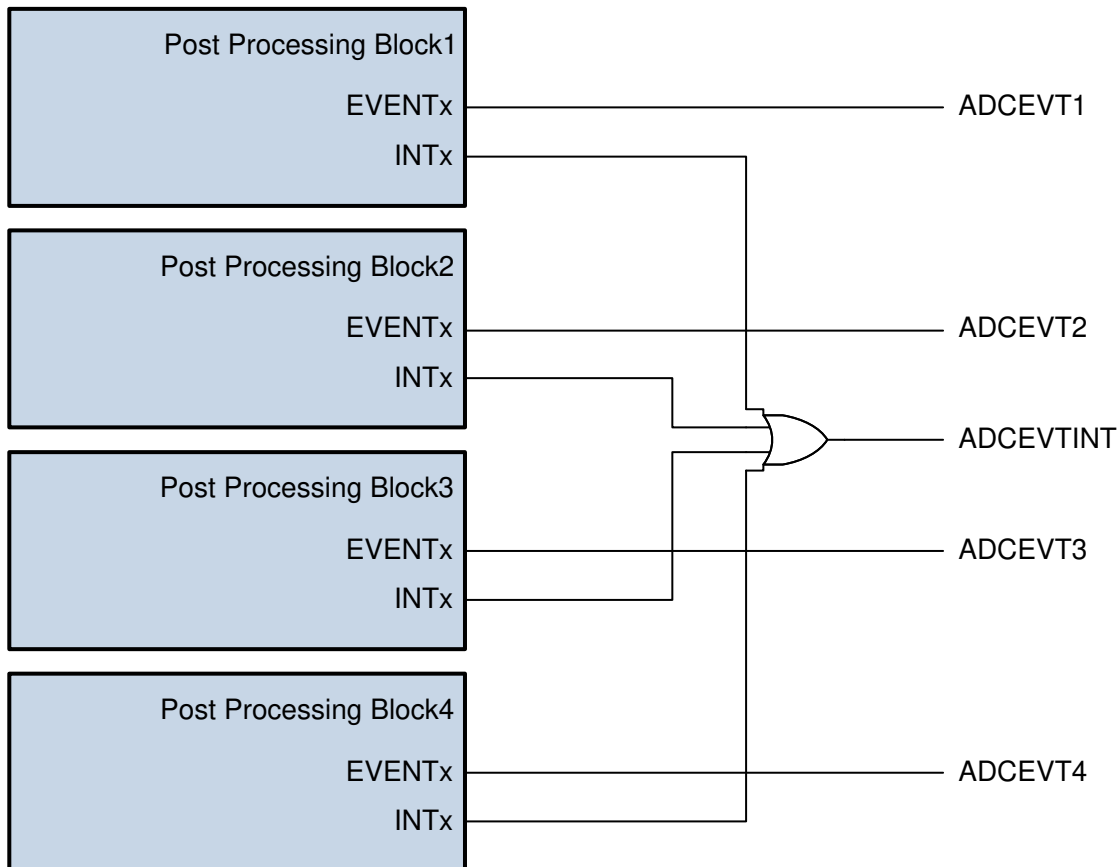 Post Processing Block1
EVENTx
ADCEVT1
INTx
Post Processing Block2
EVENTx
ADCEVT2
INTx
ADCEVTINT
Post Processing Block3
EVENTx
ADCEVT3
INTx
Post Processing Block4
EVENTx
ADCEVT4
INTx